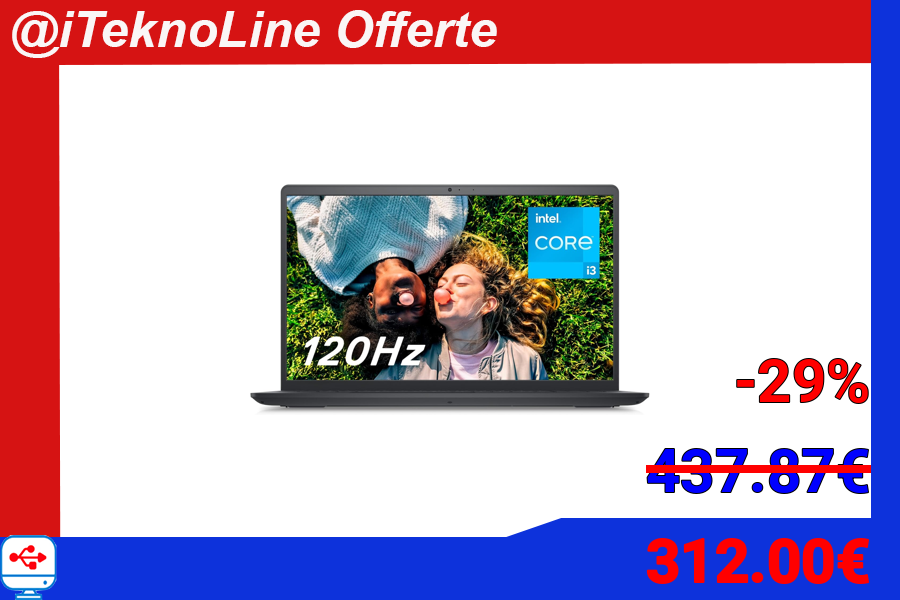 @iTeknoLine Offerte
intel.
CORE
i3
120Hz
-29%
437.87€
312.00€